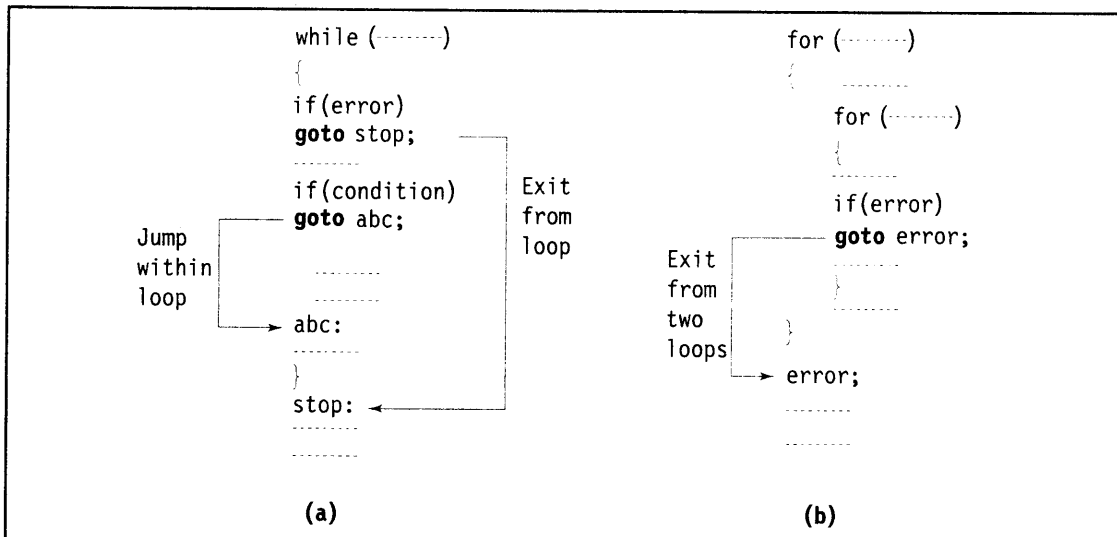 while (--------)
{
if(error)
goto stop;
----------
if(condition)
goto abc;
----------
----------
abc:
----------
}
stop:
----------
----------
Jump
within
loop
Exit
from
loop
(a)
for (--------)
{ ----------
for (--------)
{
----------
if(error)
goto error;
----------
}
----------
}
error;
----------
----------
Exit
from
two
loops
(b)